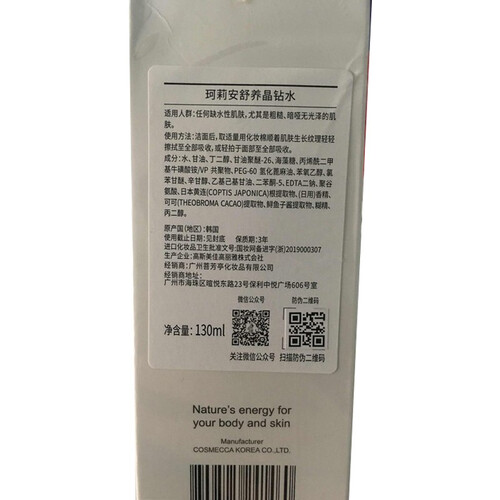 珂莉安舒养晶钻水
适用人群：任何缺水性肌肤，尤其是粗糙、暗哑无光泽的肌
肤。
使用方法：洁面后，取适量用化妆棉顺着肌肤生长纹理轻轻
擦拭至全部吸收，或轻拍于面部至全部吸收。
成分：水、甘油、丁二醇、甘油聚醚-26、海藻糖、丙烯酰二甲
基牛磺酸铵/VP 共聚物、PEG-60 氢化蓖麻油、苯氧乙醇、氯
苯甘醚、辛甘醇、乙基己基甘油、二苯酮-5、EDTA二钠、聚谷
氨酸、日本黄连(COPTIS JAPONICA)根提取物、(日用)香精、
可可(THEOBROMA CACAO)提取物、鲟鱼子酱提取物、糊精、
丙二醇。
原产国（地区）：韩国
使用截止日期：见封底 保质期：3年
进口化妆品卫生批准文号：国妆网备进字(浙)2019000307
生产企业：高斯美佳高丽雅株式会社
经销商：广州荟芳亭化妆品有限公司
经销商地址：
广州市海珠区暄悦东路23号保利中悦广场606号室
微信公众号 防伪二维码
净含量：130ml
关注微信公众号 扫描防伪二维码
Nature's energy for
your body and skin
Manufacturer
COSMECCA KOREA CO.,LTD.